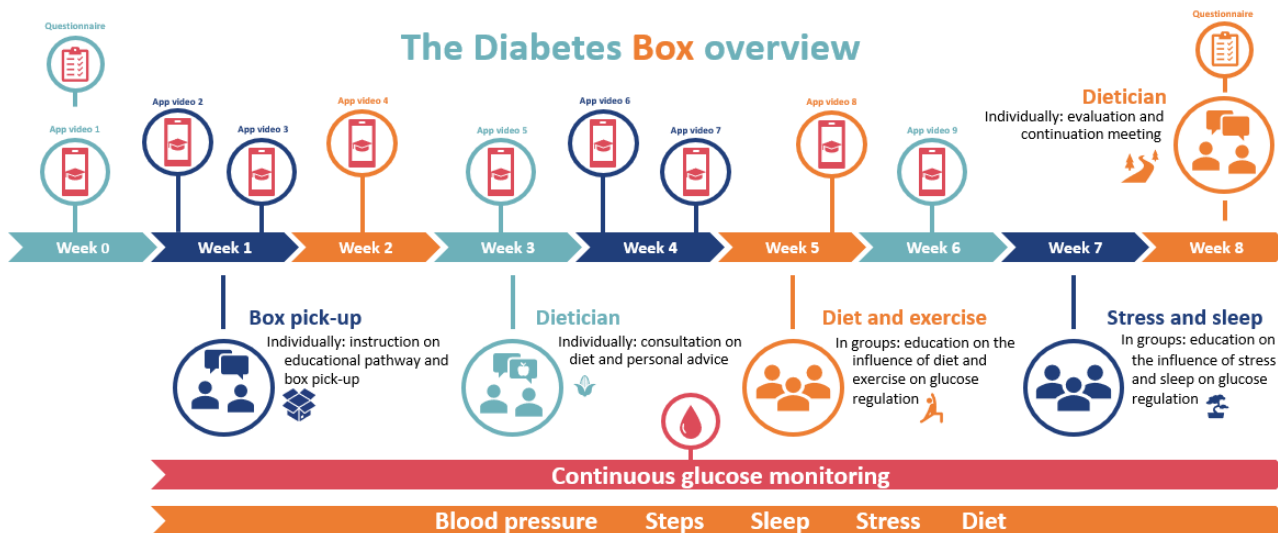 Questionnaire
Questionnaire
The Diabetes Box overview
App video 1
App video 2
App video 3
App video 4
App video 5
App video 6
App video 7
App video 8
App video 9
Dietician
Individually: evaluation and
continuation meeting
Week 0
Week 1
Week 2
Week 3
Week 4
Week 5
Week 6
Week 7
Week 8
Box pick-up
Individually: instruction on
educational pathway and
box pick-up
Dietician
Individually: consultation on
diet and personal advice
Diet and exercise
In groups: education on the
influence of diet and
exercise on glucose
regulation
Stress and sleep
In groups: education on
the influence of stress
and sleep on glucose
regulation
Continuous glucose monitoring
Blood pressure Steps Sleep Stress Diet